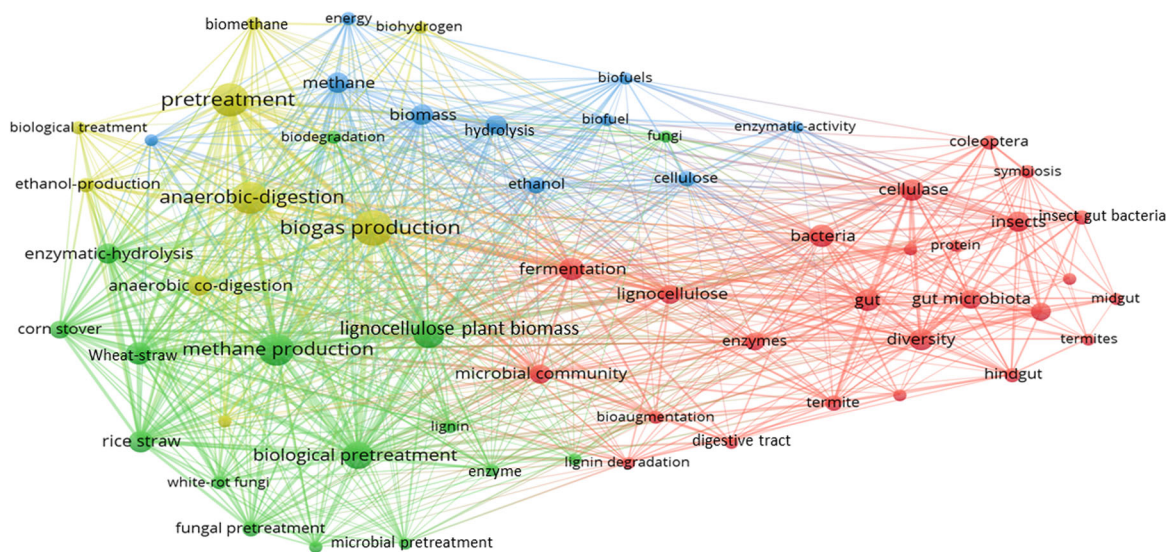 energy
biomethane
biohydrogen
methane
biofuels
pretreatment
biomass
biological treatment
biodegradation
hydrolysis
biofuel
fungi
enzymatic-activity
coleoptera
symbiosis
ethanol-production
anaerobic-digestion
ethanol
cellulose
cellulase
biogas production
bacteria
insects
insect gut bacteria
protein
enzymatic-hydrolysis
fermentation
anaerobic co-digestion
lignocellulose
gut
gut microbiota
midgut
corn stover
lignocellulose plant biomass
Wheat-straw
methane production
enzymes
diversity
termites
microbial community
hindgut
termite
bioaugmentation
lignin
rice straw
digestive tract
biological pretreatment
lignin degradation
enzyme
white-rot fungi
fungal pretreatment
microbial pretreatment